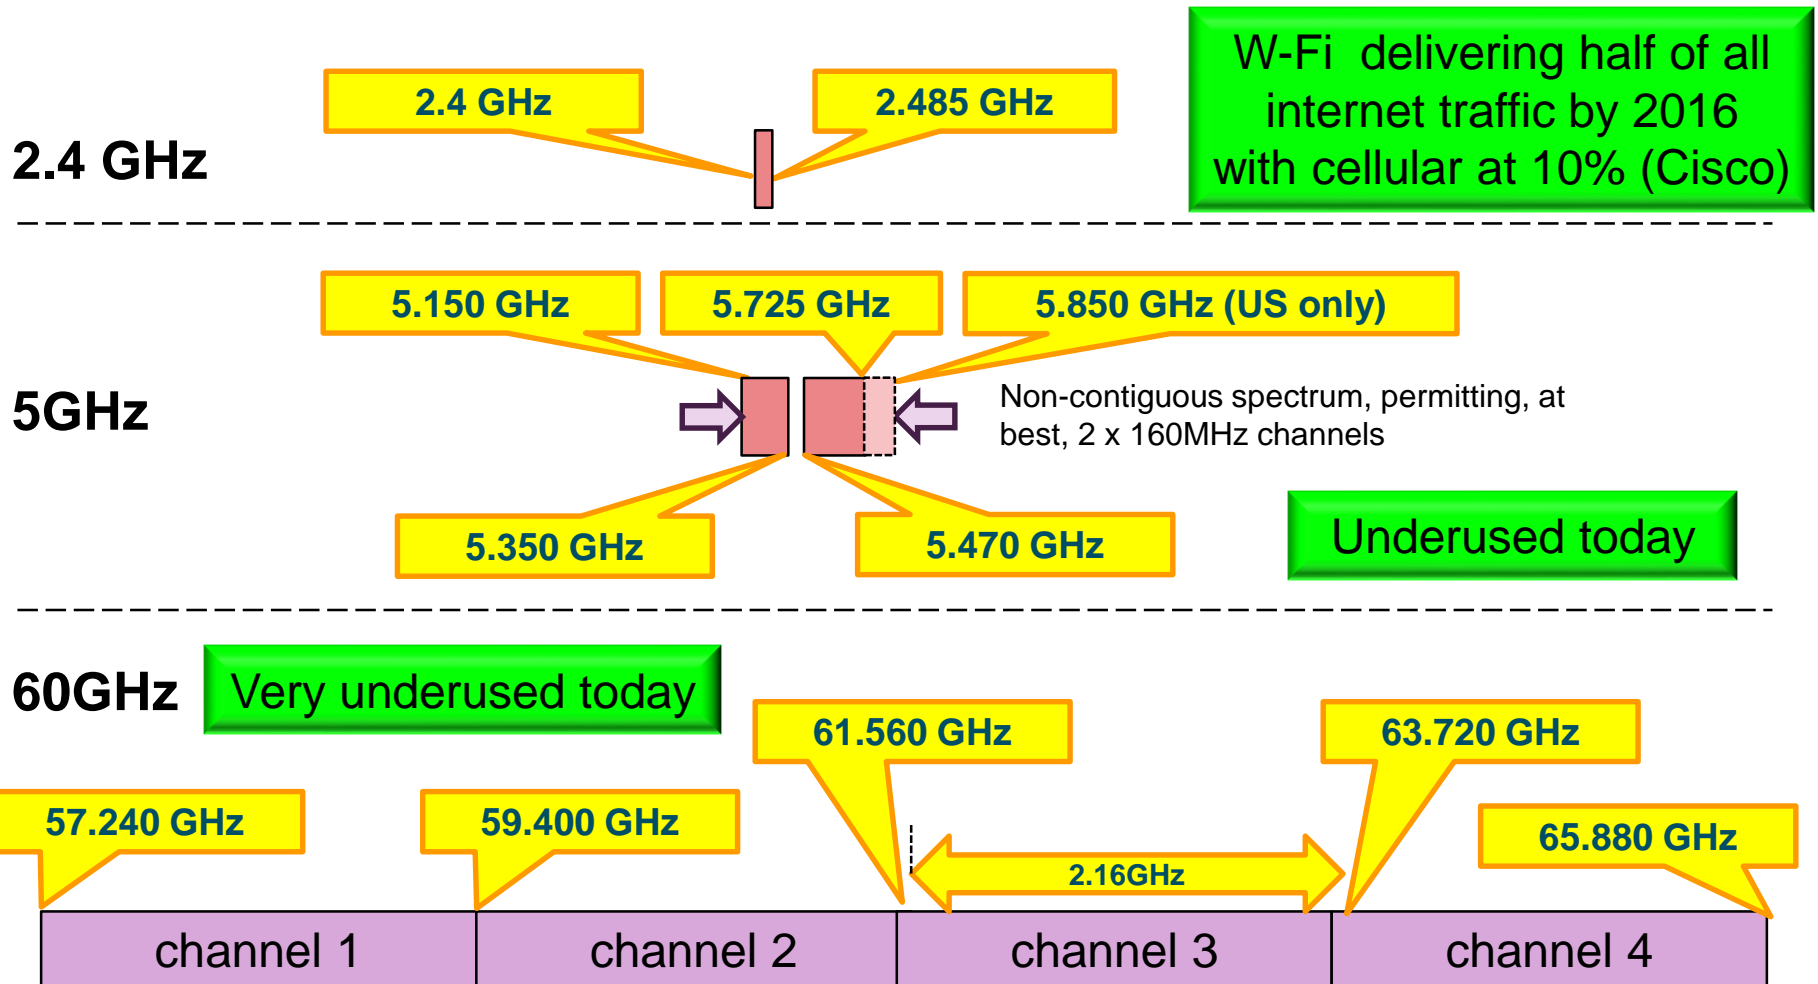 W-Fi delivering half of all
internet traffic by 2016
with cellular at 10% (Cisco)
2.4 GHz
2.485 GHz
2.4 GHz
5.150 GHz
5.725 GHz
5.850 GHz (US only)
5GHz
Non-contiguous spectrum, permitting, at
best, 2 x 160MHz channels
5.350 GHz
5.470 GHz
Underused today
60GHz
Very underused today
61.560 GHz
63.720 GHz
57.240 GHz
59.400 GHz
65.880 GHz
2.16GHz
channel 1
channel 2
channel 3
channel 4